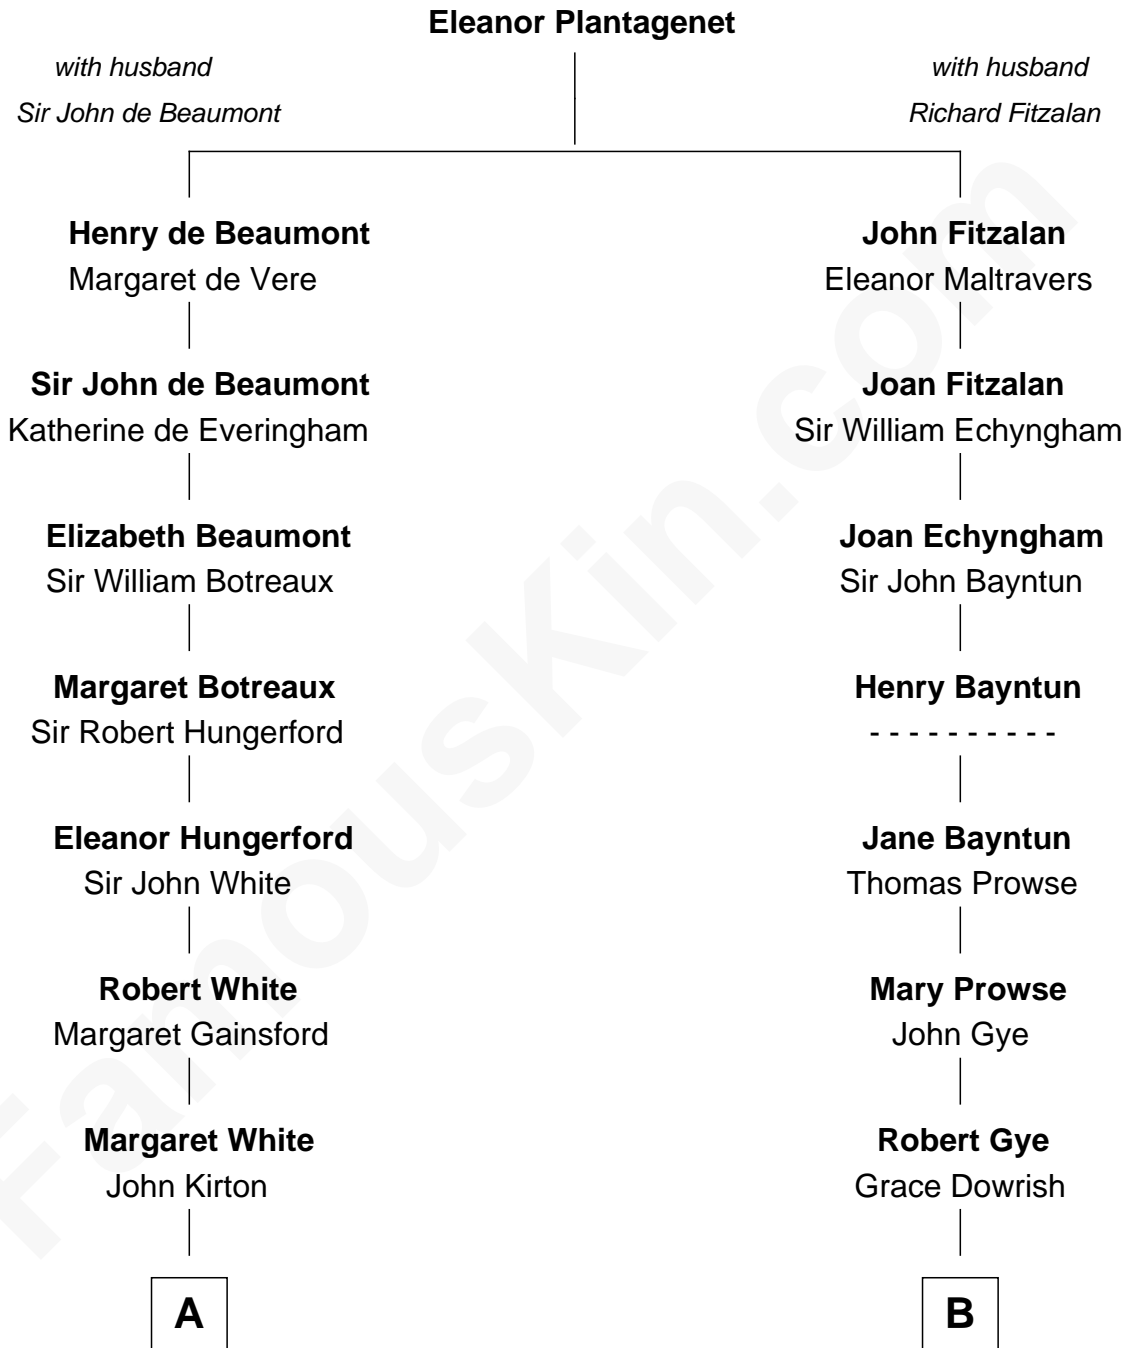 Eleanor Plantagenet
with husband
Sir John de Beaumont
with husband
Richard Fitzalan
Henry de Beaumont
Margaret de Vere
John Fitzalan
Eleanor Maltravers
Sir John de Beaumont
Katherine de Everingham
Joan Fitzalan
Sir William Echyngham
Elizabeth Beaumont
Sir William Botreaux
Joan Echyngham
Sir John Bayntun
Margaret Botreaux
Sir Robert Hungerford
Henry Bayntun
- - - - - - - - - -
Eleanor Hungerford
Sir John White
Jane Bayntun
Thomas Prowse
Robert White
Margaret Gainsford
Mary Prowse
John Gye
Margaret White
John Kirton
Robert Gye
Grace Dowrish
A
B
FamousKin.com